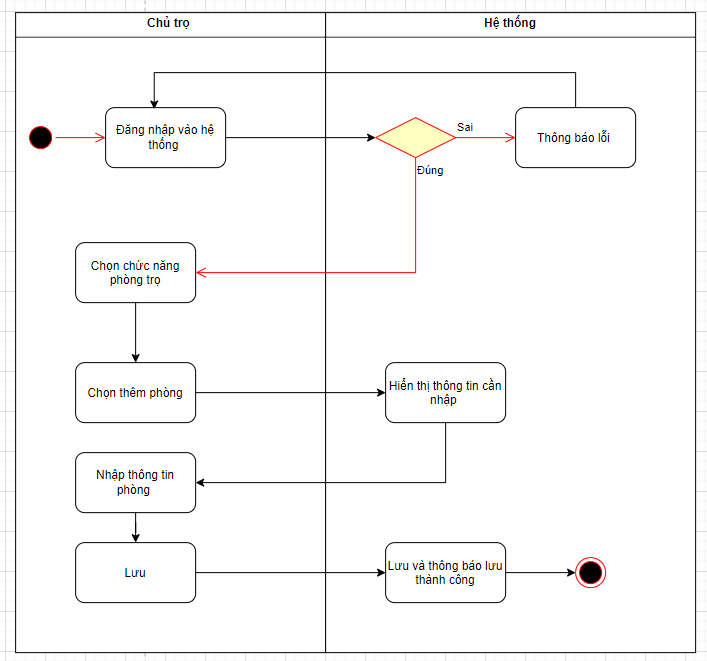 Chủ trọ
Hệ thống
Đăng nhập vào hệ
thống
Sai
Thông báo lỗi
Đúng
Chọn chức năng
phòng trọ
Chọn thêm phòng
Hiển thị thông tin cần
nhập
Nhập thông tin
phòng
Lưu
Lưu và thông báo lưu
thành công